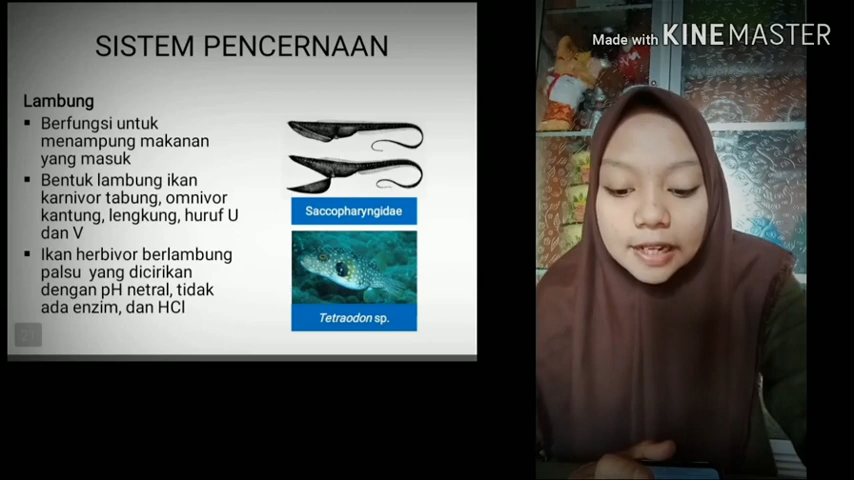 Made with KINEMASTER
SISTEM PENCERNAAN
Lambung
▪ Berfungsi untuk
menampung makanan
yang masuk
▪ Bentuk lambung ikan
karnivor tabung, omnivor
kantung, lengkung, huruf U
dan V
▪ Ikan herbivor berlambung
palsu yang dicirikan
dengan pH netral, tidak
ada enzim, dan HCl
Saccopharyngidae
Tetraodon sp.